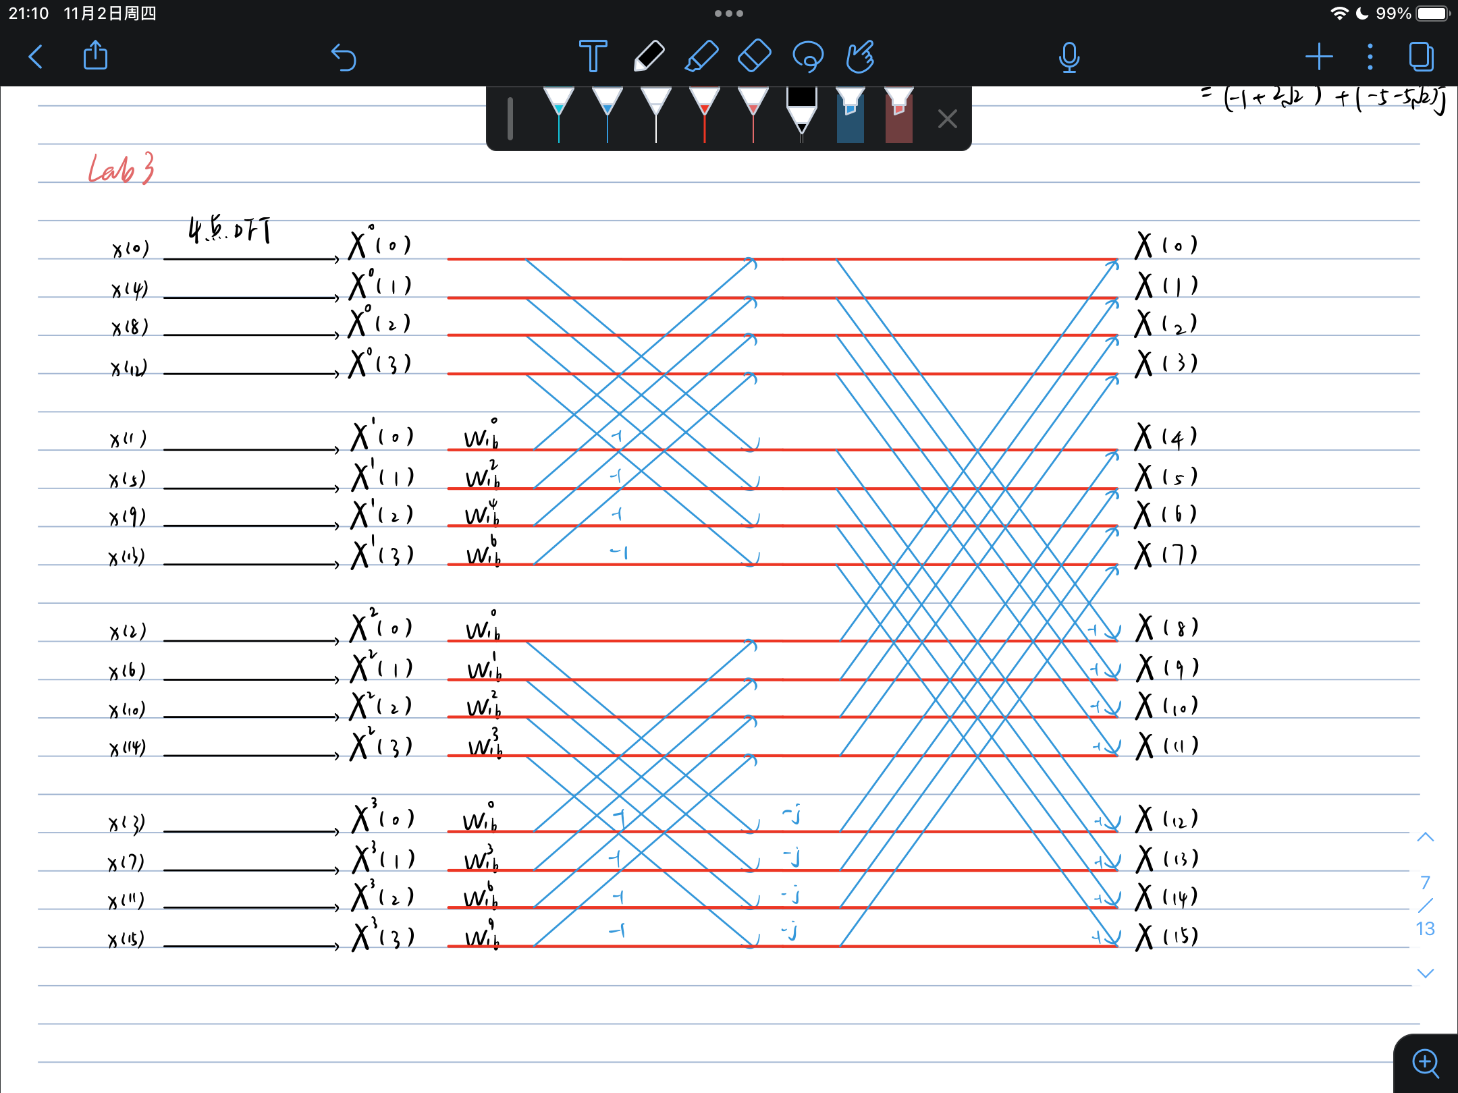 21:10 11月2日周四 99%
= (-1+2√2) + (-5-5√2)j
Lab 3
4点DFT
x(0) X⁰(0) X(0)
x(4) X⁰(1) X(1)
x(8) X⁰(2) X(2)
x(12) X⁰(3) X(3)
x(1) X¹(0) W₁₆⁰ -1 X(4)
x(5) X¹(1) W₁₆² -1 X(5)
x(9) X¹(2) W₁₆⁴ -1 X(6)
x(13) X¹(3) W₁₆⁶ -1 X(7)
x(2) X²(0) W₁₆⁰ -1 X(8)
x(6) X²(1) W₁₆¹ -1 X(9)
x(10) X²(2) W₁₆² -1 X(10)
x(14) X²(3) W₁₆³ -1 X(11)
x(3) X³(0) W₁₆⁰ -1 -j -1 X(12)
x(7) X³(1) W₁₆³ -1 -j -1 X(13)
x(11) X³(2) W₁₆⁶ -1 -j -1 X(14)
x(15) X³(3) W₁₆⁹ -1 -j -1 X(15)
7
/
13